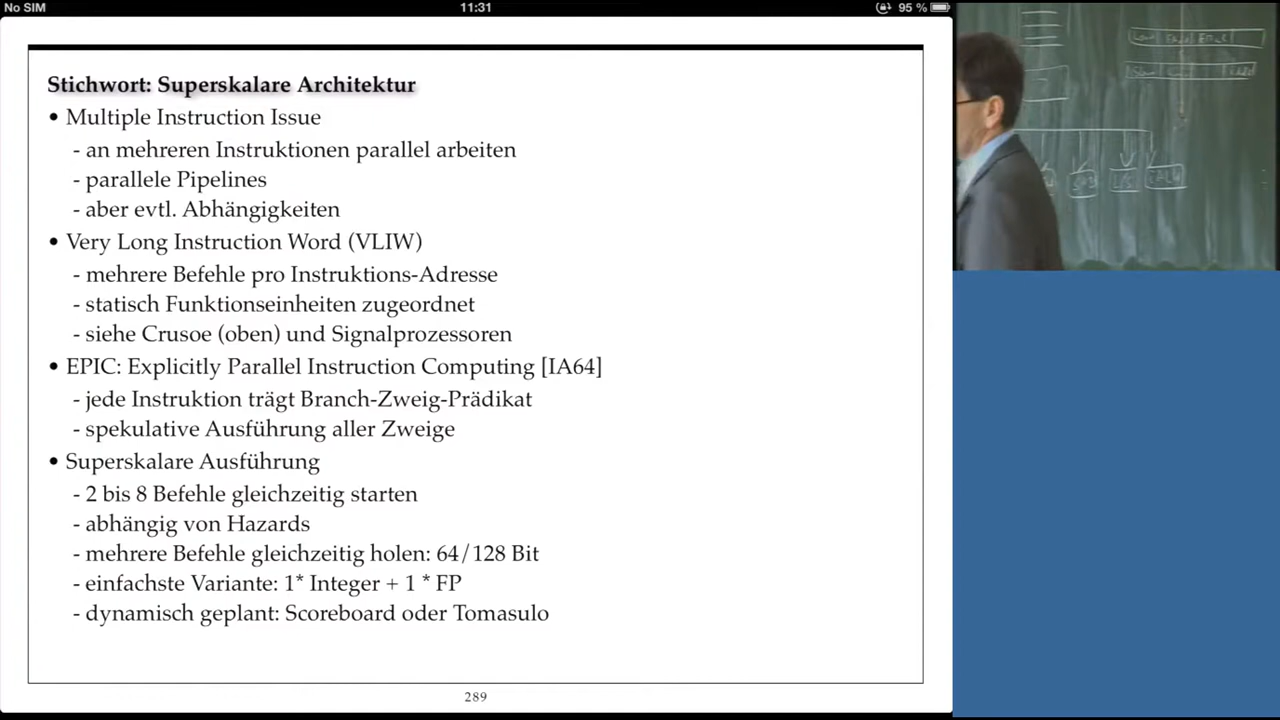 No SIM
11:31
95 %
Stichwort: Superskalare Architektur
• Multiple Instruction Issue
- an mehreren Instruktionen parallel arbeiten
- parallele Pipelines
- aber evtl. Abhängigkeiten
• Very Long Instruction Word (VLIW)
- mehrere Befehle pro Instruktions-Adresse
- statisch Funktionseinheiten zugeordnet
- siehe Crusoe (oben) und Signalprozessoren
• EPIC: Explicitly Parallel Instruction Computing [IA64]
- jede Instruktion trägt Branch-Zweig-Prädikat
- spekulative Ausführung aller Zweige
• Superskalare Ausführung
- 2 bis 8 Befehle gleichzeitig starten
- abhängig von Hazards
- mehrere Befehle gleichzeitig holen: 64/128 Bit
- einfachste Variante: 1* Integer + 1 * FP
- dynamisch geplant: Scoreboard oder Tomasulo
289